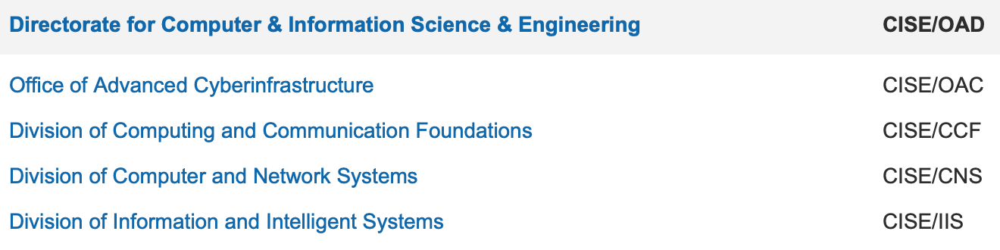 Directorate for Computer & Information Science & Engineering CISE/OAD
Office of Advanced Cyberinfrastructure CISE/OAC
Division of Computing and Communication Foundations CISE/CCF
Division of Computer and Network Systems CISE/CNS
Division of Information and Intelligent Systems CISE/IIS